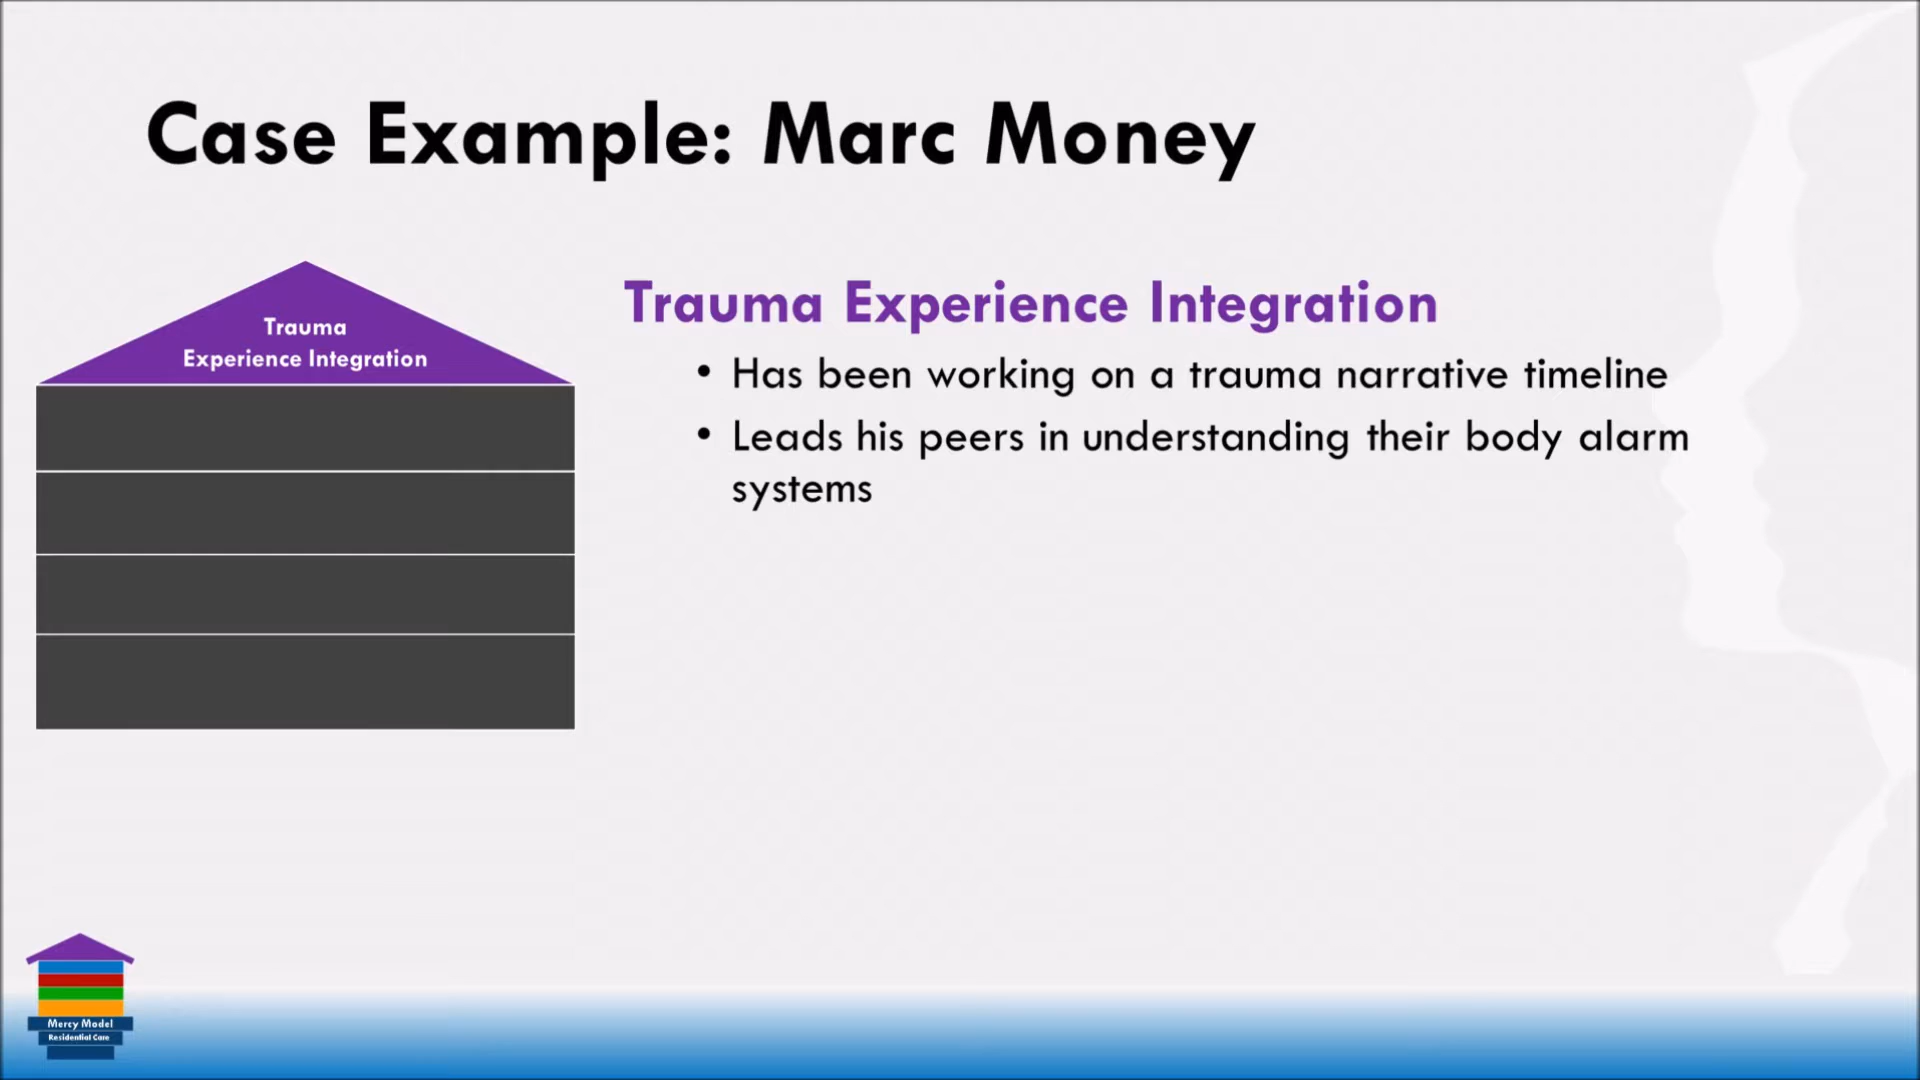 Case Example: Marc Money
Trauma
Experience Integration
Trauma Experience Integration
• Has been working on a trauma narrative timeline
• Leads his peers in understanding their body alarm
systems
Mercy Model
Residential Care